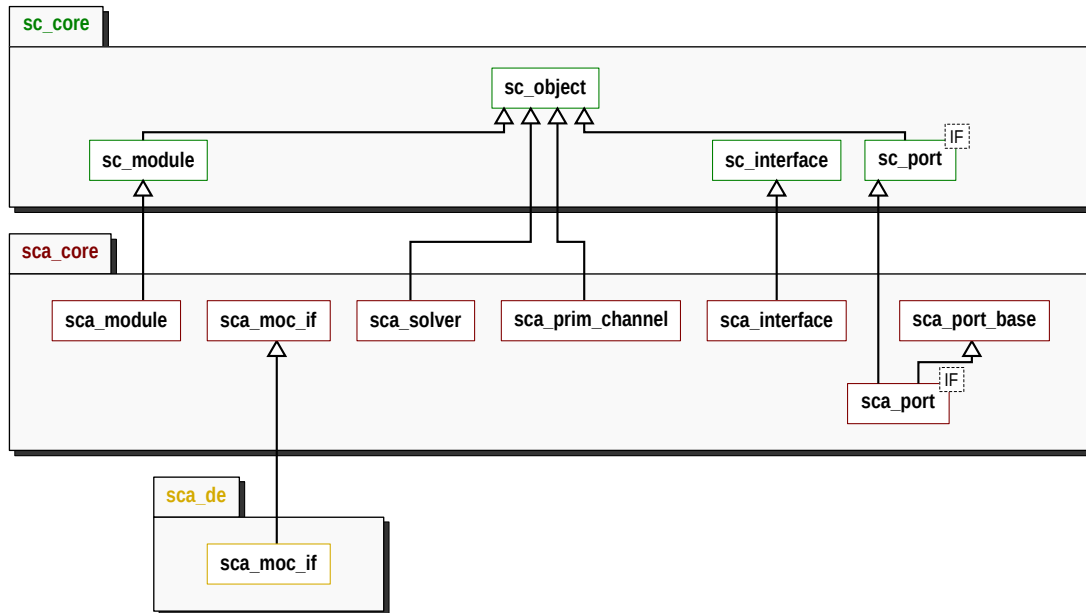 sc_core
sc_object
sc_module
sc_interface
sc_port
IF
sca_core
sca_module
sca_moc_if
sca_solver
sca_prim_channel
sca_interface
sca_port_base
sca_port
IF
sca_de
sca_moc_if